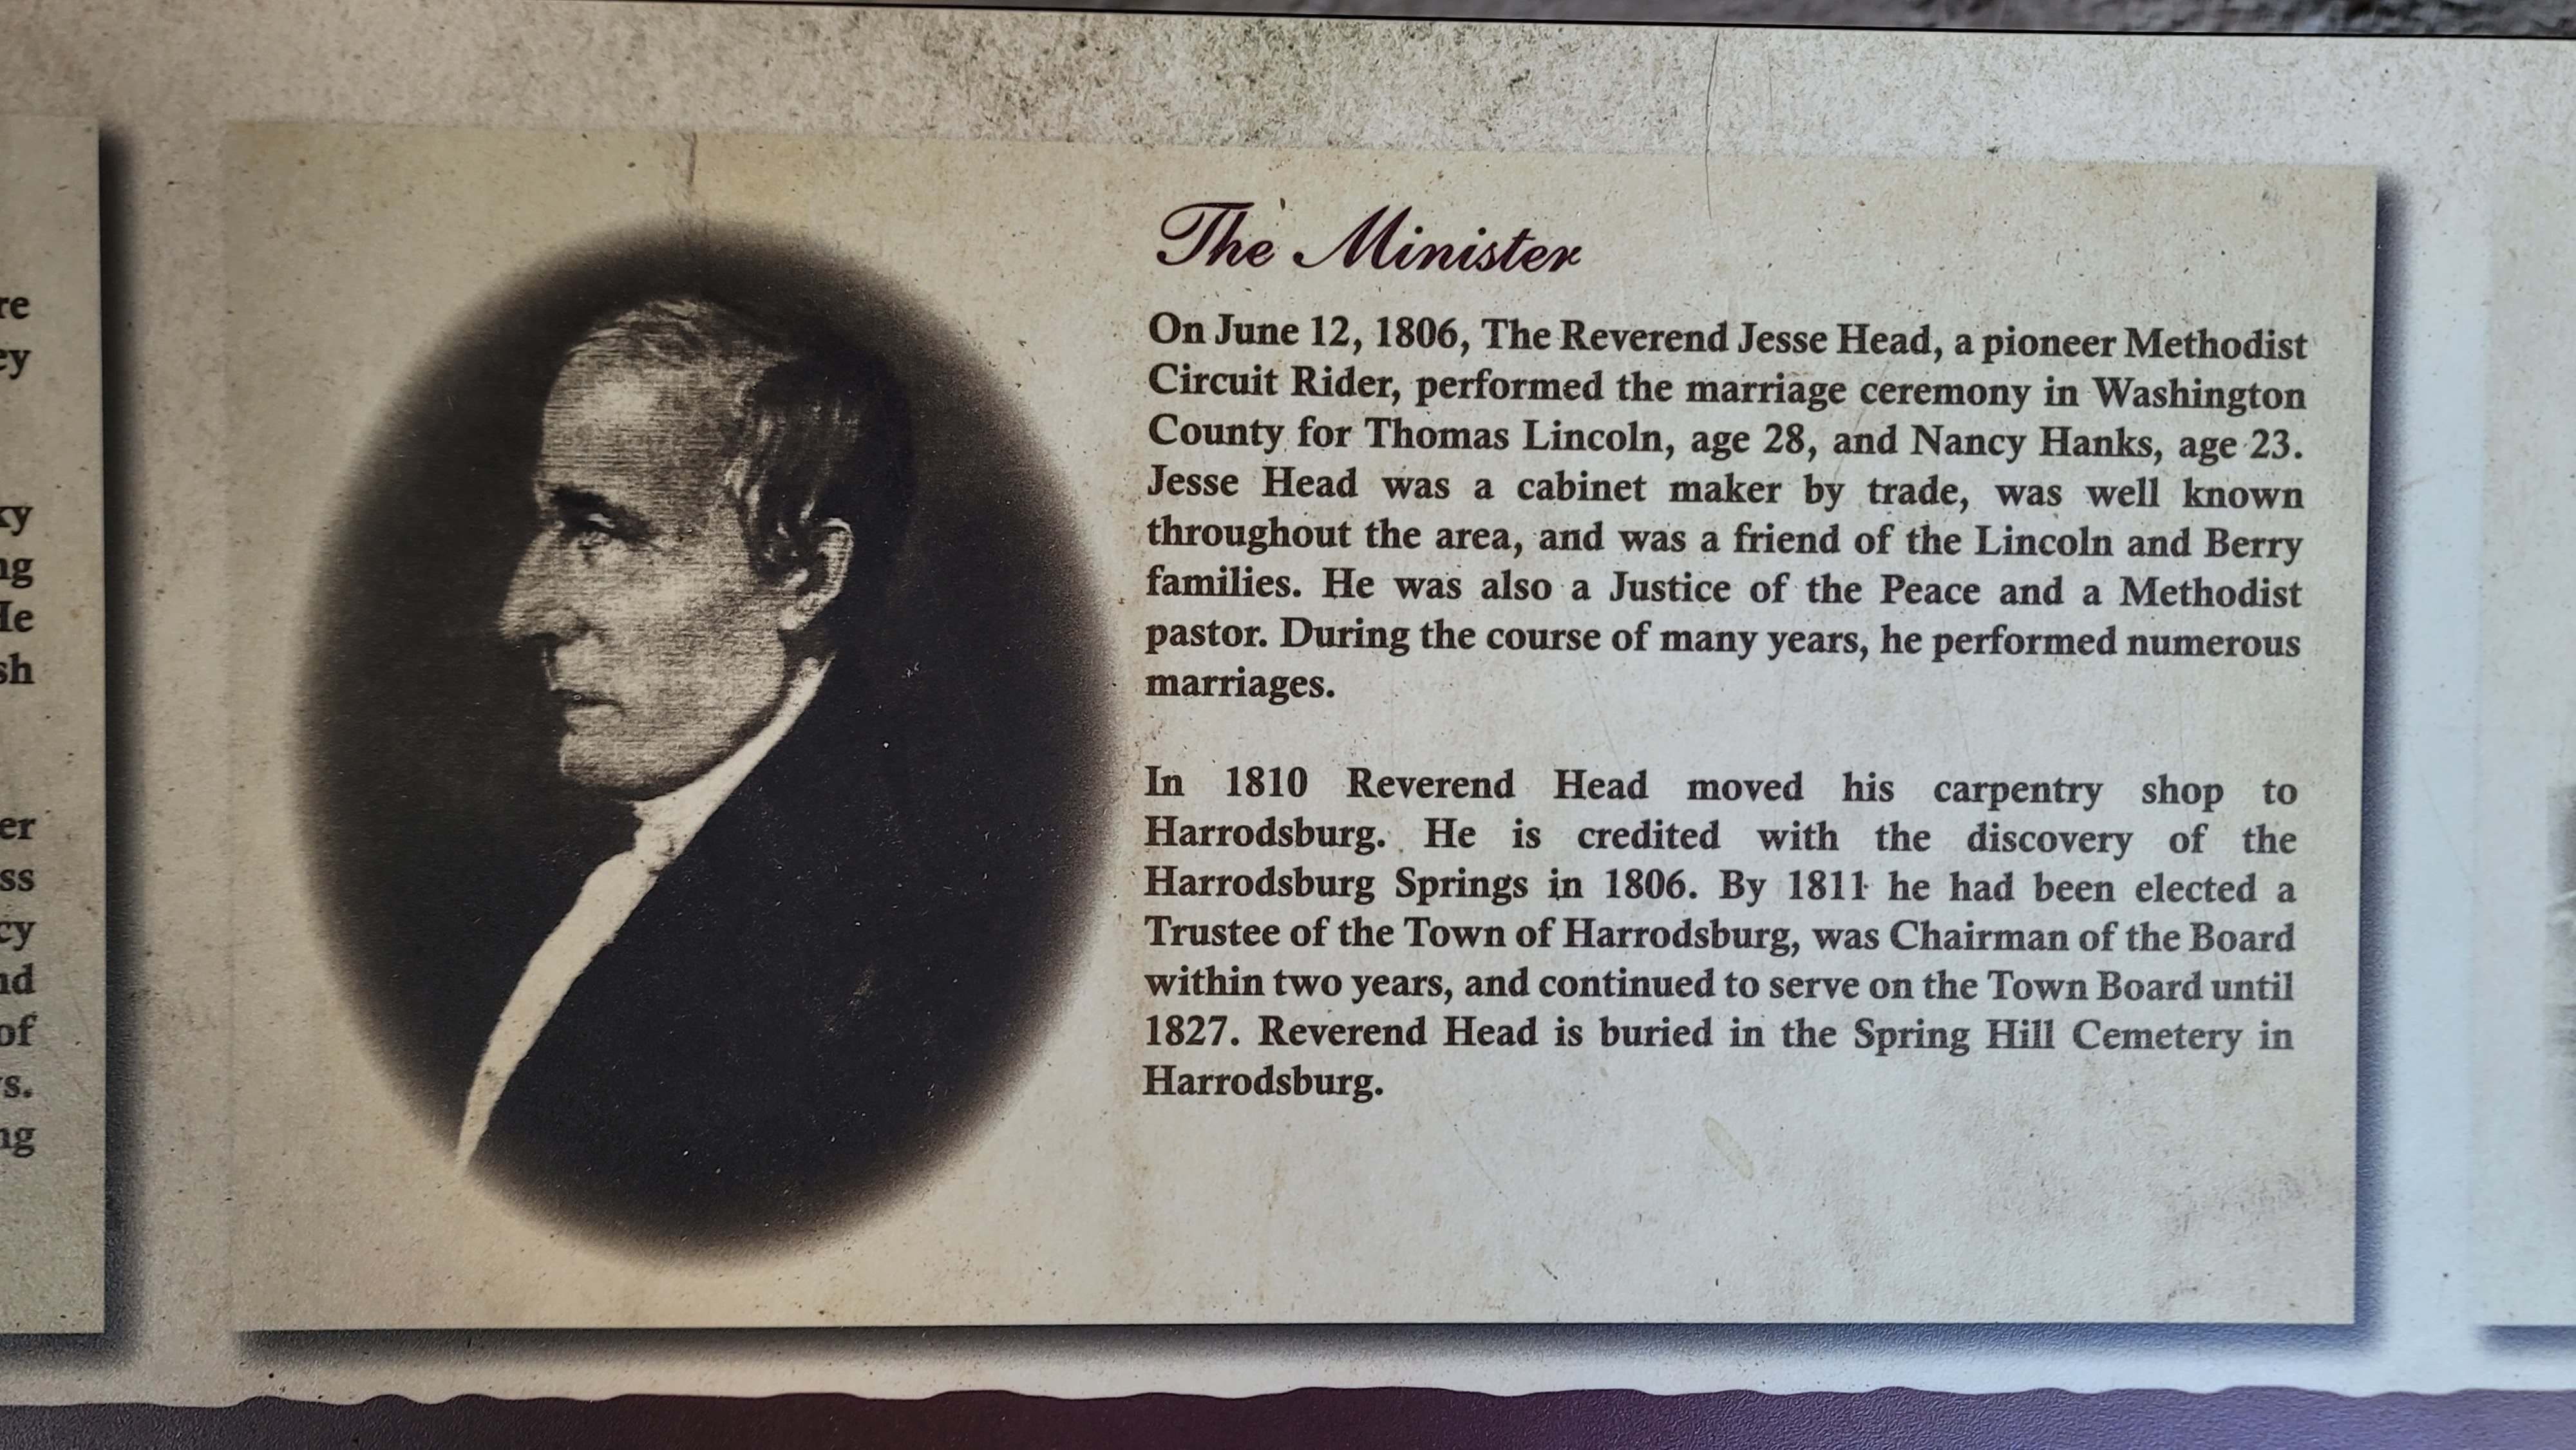 The Minister
On June 12, 1806, The Reverend Jesse Head, a pioneer Methodist
Circuit Rider, performed the marriage ceremony in Washington
County for Thomas Lincoln, age 28, and Nancy Hanks, age 23.
Jesse Head was a cabinet maker by trade, was well known
throughout the area, and was a friend of the Lincoln and Berry
families. He was also a Justice of the Peace and a Methodist
pastor. During the course of many years, he performed numerous
marriages.
In 1810 Reverend Head moved his carpentry shop to
Harrodsburg. He is credited with the discovery of the
Harrodsburg Springs in 1806. By 1811 he had been elected a
Trustee of the Town of Harrodsburg, was Chairman of the Board
within two years, and continued to serve on the Town Board until
1827. Reverend Head is buried in the Spring Hill Cemetery in
Harrodsburg.